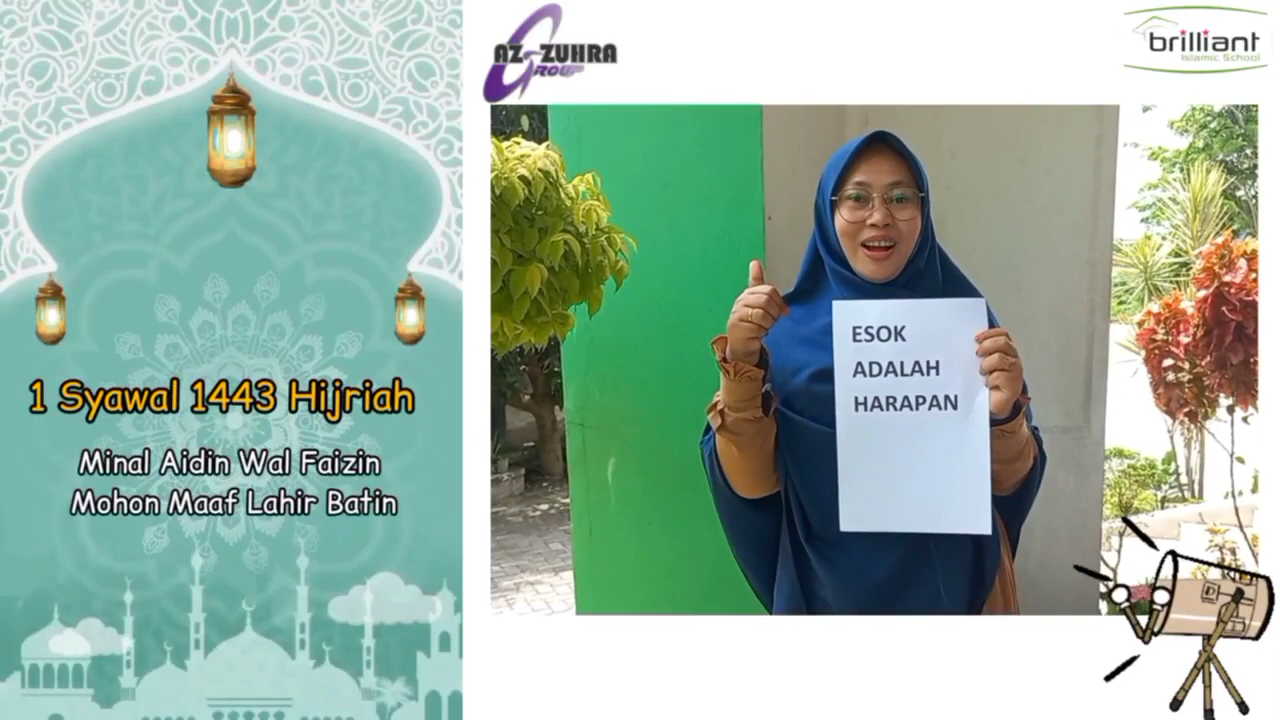 1 Syawal 1443 Hijriah
Minal Aidin Wal Faizin
Mohon Maaf Lahir Batin
AZ-ZUHRA
GROUP
brilliant
Islamic School
ESOK
ADALAH
HARAPAN